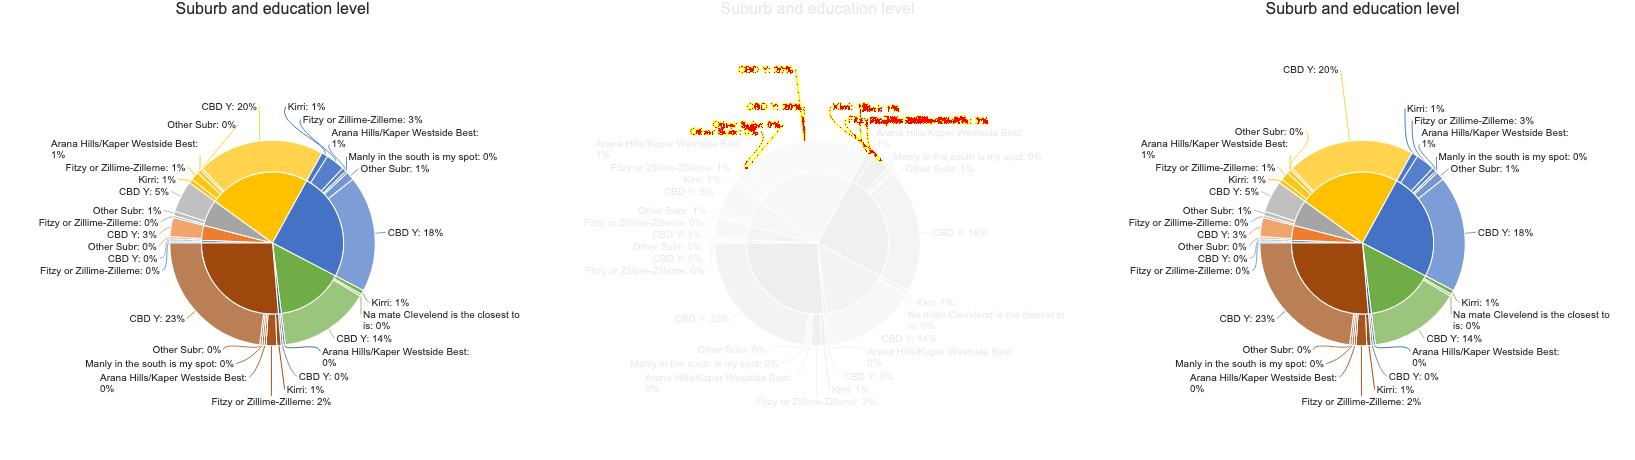 Suburb and education level
CBD Y: 20%
Kirri: 1%
Fitzy or Zillime-Zilleme: 3%
Other Subr: 0%
Arana Hills/Kaper Westside Best:
1%
Arana Hills/Kaper Westside Best:
1%
Manly in the south is my spot: 0%
Fitzy or Zillime-Zilleme: 1%
Other Subr: 1%
Kirri: 1%
CBD Y: 5%
Other Subr: 1%
Fitzy or Zillime-Zilleme: 0%
CBD Y: 3%
CBD Y: 18%
Other Subr: 0%
CBD Y: 0%
Fitzy or Zillime-Zilleme: 0%
Kirri: 1%
Na mate Clevelend is the closest to
is: 0%
CBD Y: 23%
CBD Y: 14%
Other Subr: 0%
Arana Hills/Kaper Westside Best:
0%
Manly in the south is my spot: 0%
Arana Hills/Kaper Westside Best:
0%
CBD Y: 0%
Kirri: 1%
Fitzy or Zillime-Zilleme: 2%
Suburb and education level
CBD Y: 20%
Arana Hills/Kaper Westside Best:
1%
Arana Hills/Kaper Westside Best:
1%
Manly in the south is my spot: 0%
Fitzy or Zillime-Zilleme: 1%
Other Subr: 1%
Kirri: 1%
CBD Y: 5%
Other Subr: 1%
Fitzy or Zillime-Zilleme: 0%
CBD Y: 3%
CBD Y: 18%
Other Subr: 0%
CBD Y: 0%
Fitzy or Zillime-Zilleme: 0%
Kirri: 1%
Na mate Clevelend is the closest to
is: 0%
CBD Y: 23%
CBD Y: 14%
Other Subr: 0%
Arana Hills/Kaper Westside Best:
0%
Manly in the south is my spot: 0%
Arana Hills/Kaper Westside Best:
0%
CBD Y: 0%
Kirri: 1%
Fitzy or Zillime-Zilleme: 2%
Suburb and education level
CBD Y: 20%
Kirri: 1%
Fitzy or Zillime-Zilleme: 3%
Other Subr: 0%
Arana Hills/Kaper Westside Best:
1%
Arana Hills/Kaper Westside Best:
1%
Manly in the south is my spot: 0%
Fitzy or Zillime-Zilleme: 1%
Other Subr: 1%
Kirri: 1%
CBD Y: 5%
Other Subr: 1%
Fitzy or Zillime-Zilleme: 0%
CBD Y: 3%
CBD Y: 18%
Other Subr: 0%
CBD Y: 0%
Fitzy or Zillime-Zilleme: 0%
Kirri: 1%
Na mate Clevelend is the closest to
is: 0%
CBD Y: 23%
CBD Y: 14%
Other Subr: 0%
Arana Hills/Kaper Westside Best:
0%
Manly in the south is my spot: 0%
Arana Hills/Kaper Westside Best:
0%
CBD Y: 0%
Kirri: 1%
Fitzy or Zillime-Zilleme: 2%